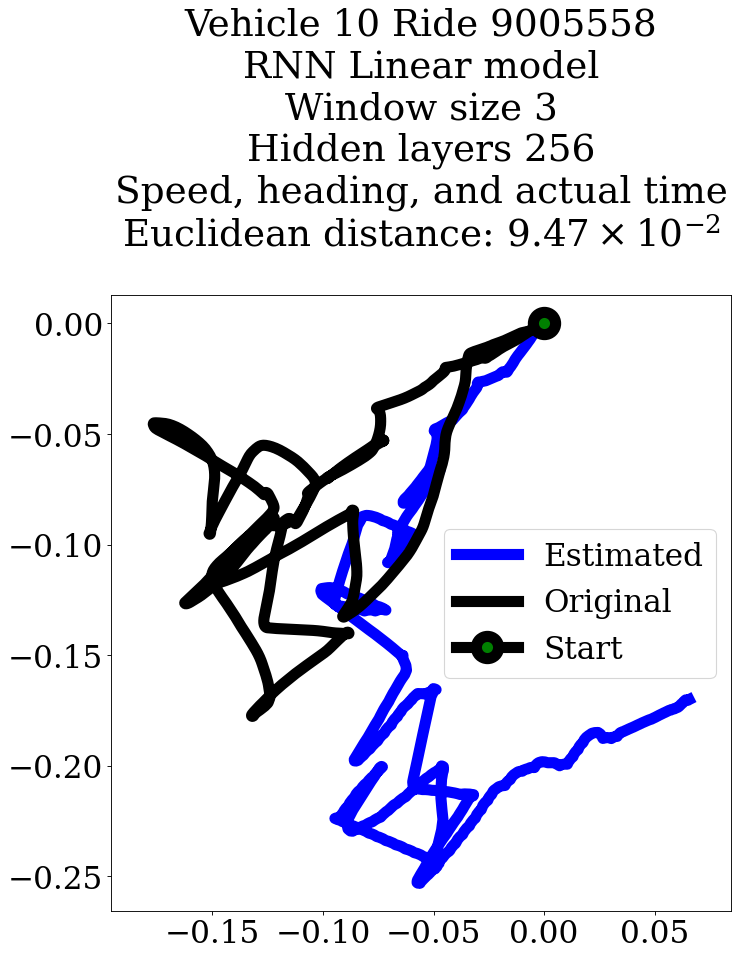 Vehicle 10 Ride 9005558
RNN Linear model
Window size 3
Hidden layers 256
Speed, heading, and actual time
Euclidean distance: 9.47 × 10⁻²
0.00
−0.05
−0.10
−0.15
−0.20
−0.25
Estimated
Original
Start
−0.15 −0.10 −0.05 0.00 0.05